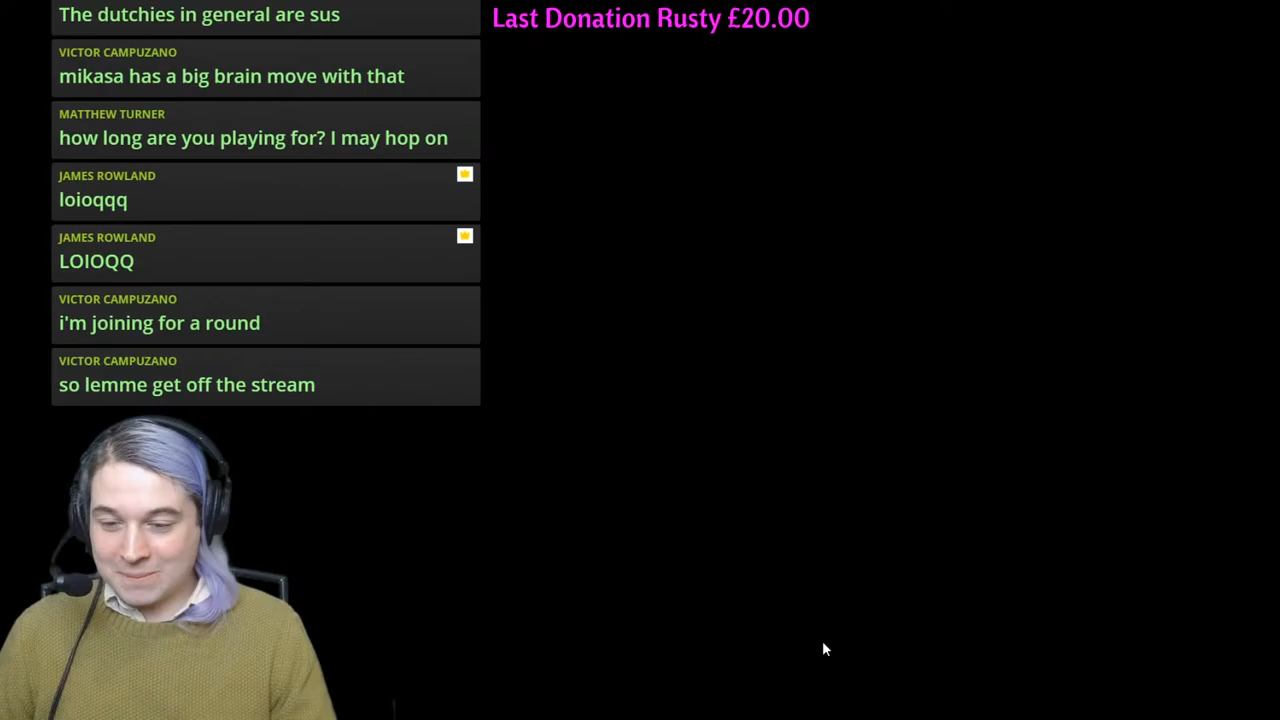 The dutchies in general are sus
Last Donation Rusty £20.00
VICTOR CAMPUZANO
mikasa has a big brain move with that
MATTHEW TURNER
how long are you playing for? I may hop on
JAMES ROWLAND
loioqqq
JAMES ROWLAND
LOIOQQ
VICTOR CAMPUZANO
i'm joining for a round
VICTOR CAMPUZANO
so lemme get off the stream